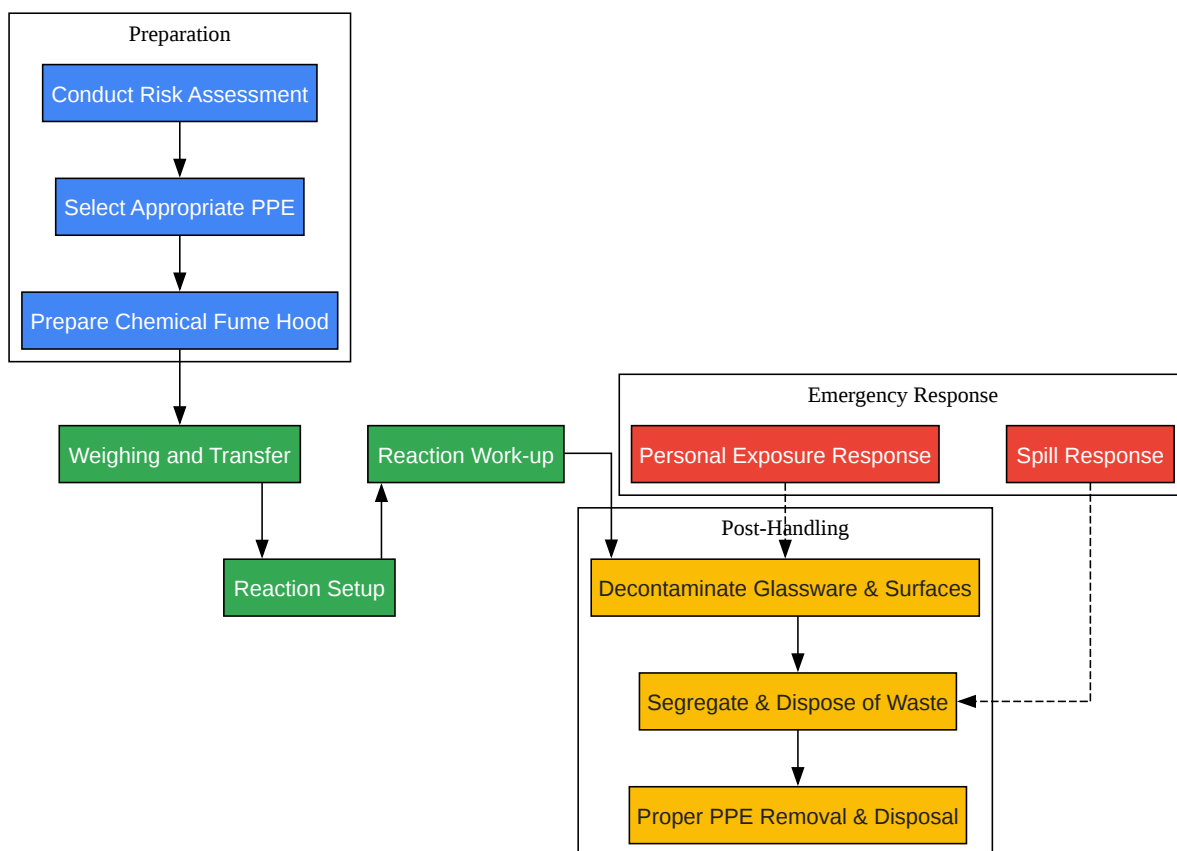 Preparation
Conduct Risk Assessment
Select Appropriate PPE
Prepare Chemical Fume Hood
Weighing and Transfer
Reaction Setup
Reaction Work-up
Emergency Response
Personal Exposure Response
Spill Response
Post-Handling
Decontaminate Glassware & Surfaces
Segregate & Dispose of Waste
Proper PPE Removal & Disposal